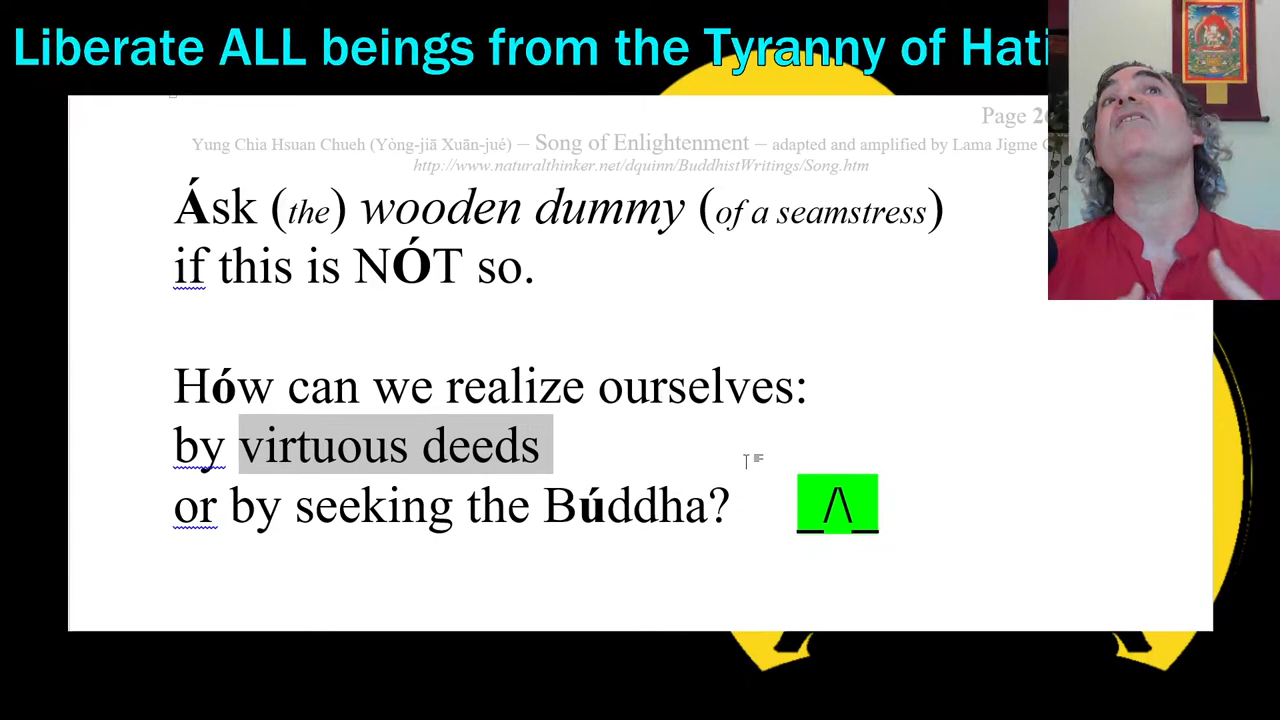 Liberate ALL beings from the Tyranny of Hati
Page 2
Yung Chia Hsuan Chueh (Yòng-jiā Xuān-jué) – Song of Enlightenment – adapted and amplified by Lama Jigme
http://www.naturalthinker.net/dquinn/BuddhistWritings/Song.htm
Ásk (the) wooden dummy (of a seamstress)
if this is NÓT so.
Hów can we realize ourselves:
by virtuous deeds
or by seeking the Búddha? _/\_